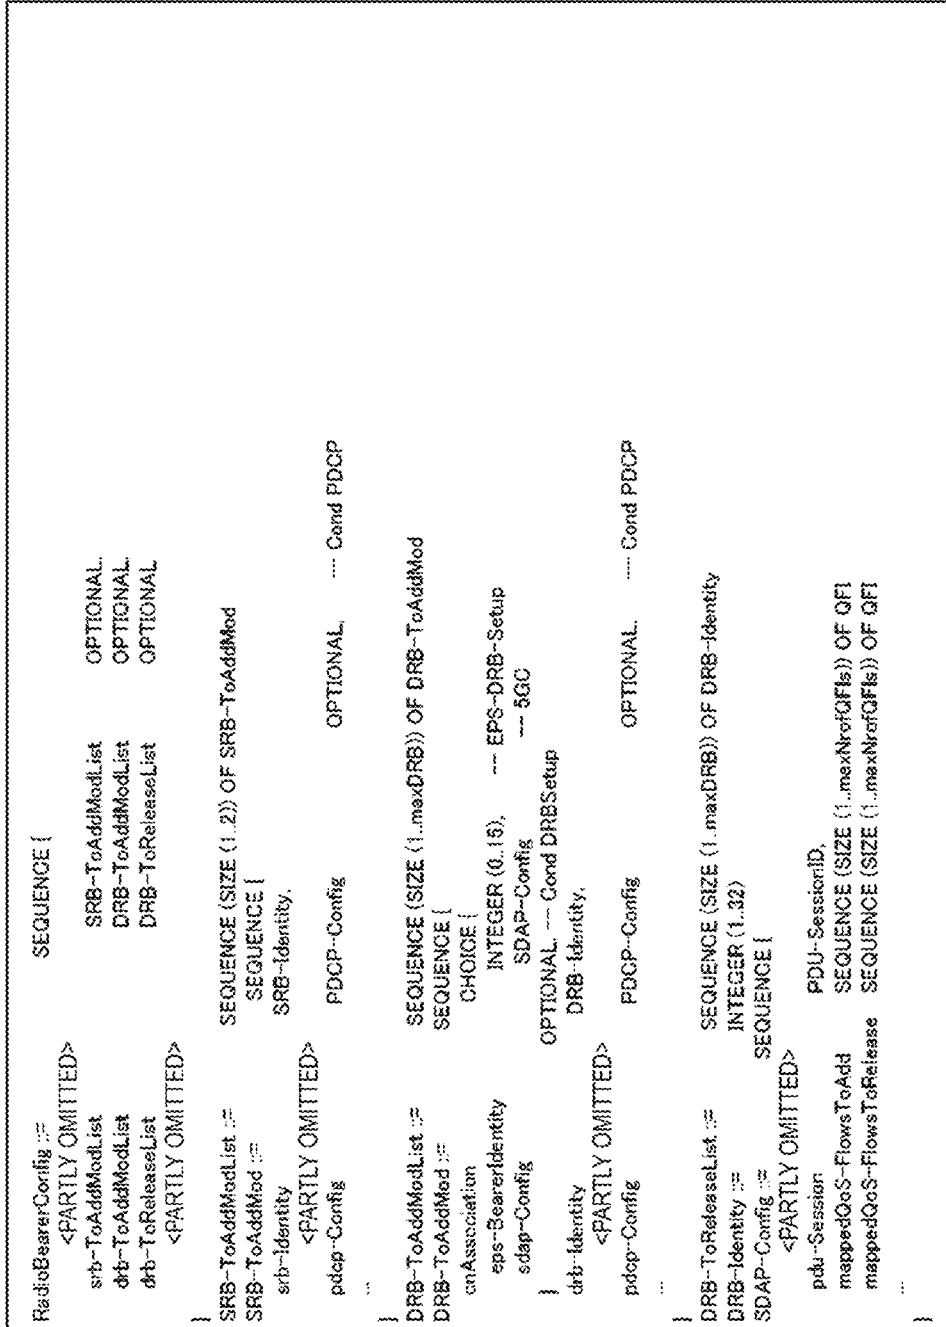 RadioBearerConfig ::= SEQUENCE {
<PARTLY OMITTED>
srb-ToAddModList SRB-ToAddModList OPTIONAL,
drb-ToAddModList DRB-ToAddModList OPTIONAL,
drb-ToReleaseList DRB-ToReleaseList OPTIONAL
<PARTLY OMITTED>
}
SRB-ToAddModList ::= SEQUENCE (SIZE (1..2)) OF SRB-ToAddMod
SRB-ToAddMod ::= SEQUENCE {
srb-Identity SRB-Identity,
<PARTLY OMITTED>
pdcp-Config PDCP-Config OPTIONAL, --- Cond PDCP
...
}
DRB-ToAddModList ::= SEQUENCE (SIZE (1..maxDRB)) OF DRB-ToAddMod
DRB-ToAddMod ::= SEQUENCE {
cnAssociation CHOICE {
eps-BearerIdentity INTEGER (0..15), --- EPS-DRB-Setup
sdap-Config SDAP-Config --- 5GC
} OPTIONAL --- Cond DRBSetup
drb-Identity DRB-Identity,
<PARTLY OMITTED>
pdcp-Config PDCP-Config OPTIONAL, --- Cond PDCP
...
}
DRB-ToReleaseList ::= SEQUENCE (SIZE (1..maxDRB)) OF DRB-Identity
DRB-Identity ::= INTEGER (1..32)
SDAP-Config ::= SEQUENCE {
<PARTLY OMITTED>
pdu-Session PDU-SessionID,
mappedQoS-FlowsToAdd SEQUENCE (SIZE (1..maxNrofQFIs)) OF QFI
mappedQoS-FlowsToRelease SEQUENCE (SIZE (1..maxNrofQFIs)) OF QFI
...
}